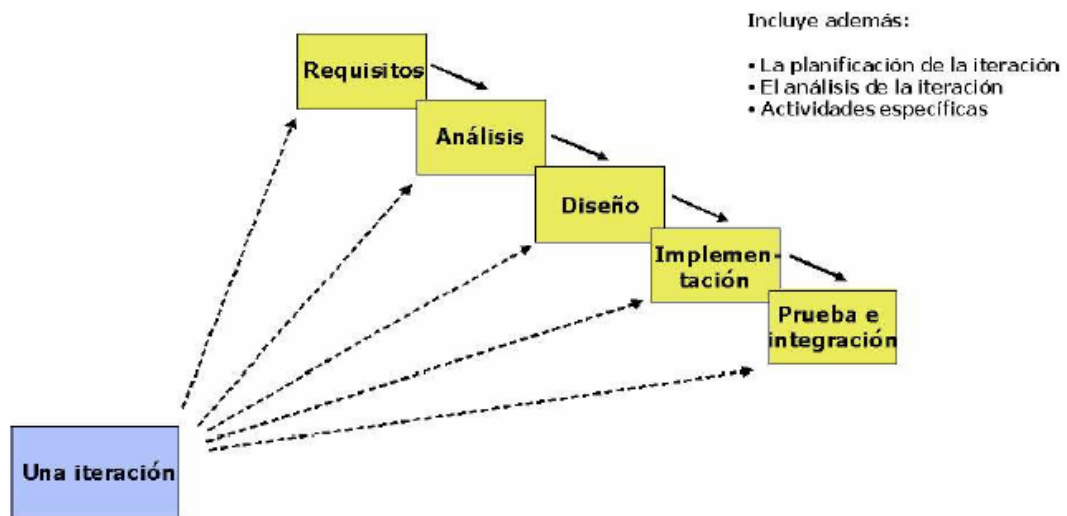 Incluye además:
• La planificación de la iteración
• El análisis de la iteración
• Actividades específicas
Requisitos
Análisis
Diseño
Implemen-
tación
Prueba e
integración
Una iteración